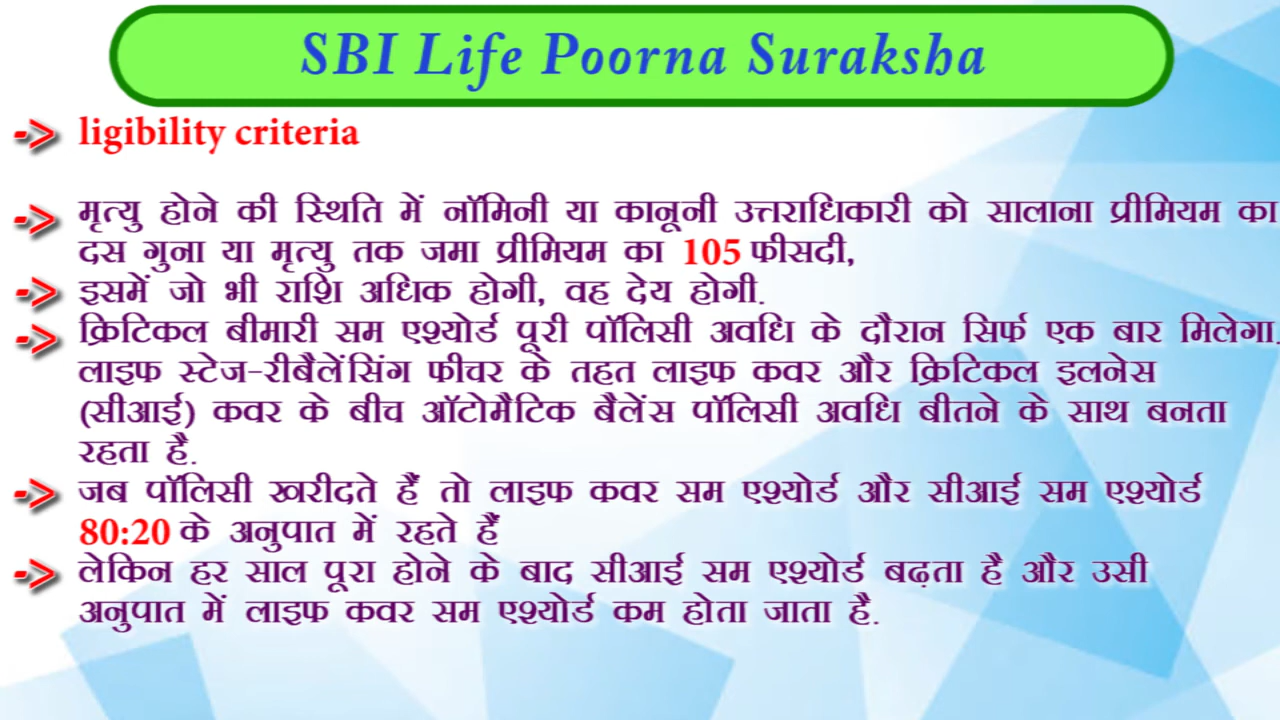 SBI Life Poorna Suraksha
-> ligibility criteria
-> मृत्यु होने की स्थिति में नॉमिनी या कानूनी उत्तराधिकारी को सालाना प्रीमियम का
दस गुना या मृत्यु तक जमा प्रीमियम का 105 फीसदी,
-> इसमें जो भी राशि अधिक होगी, वह देय होगी.
-> क्रिटिकल बीमारी सम एश्योर्ड पूरी पॉलिसी अवधि के दौरान सिर्फ एक बार मिलेगा.
लाइफ स्टेज-रीबैलेंसिंग फीचर के तहत लाइफ कवर और क्रिटिकल इलनेस
(सीआई) कवर के बीच ऑटोमैटिक बैलेंस पॉलिसी अवधि बीतने के साथ बनता
रहता है.
-> जब पॉलिसी खरीदते हैं तो लाइफ कवर सम एश्योर्ड और सीआई सम एश्योर्ड
80:20 के अनुपात में रहते हैं
-> लेकिन हर साल पूरा होने के बाद सीआई सम एश्योर्ड बढ़ता है और उसी
अनुपात में लाइफ कवर सम एश्योर्ड कम होता जाता है.